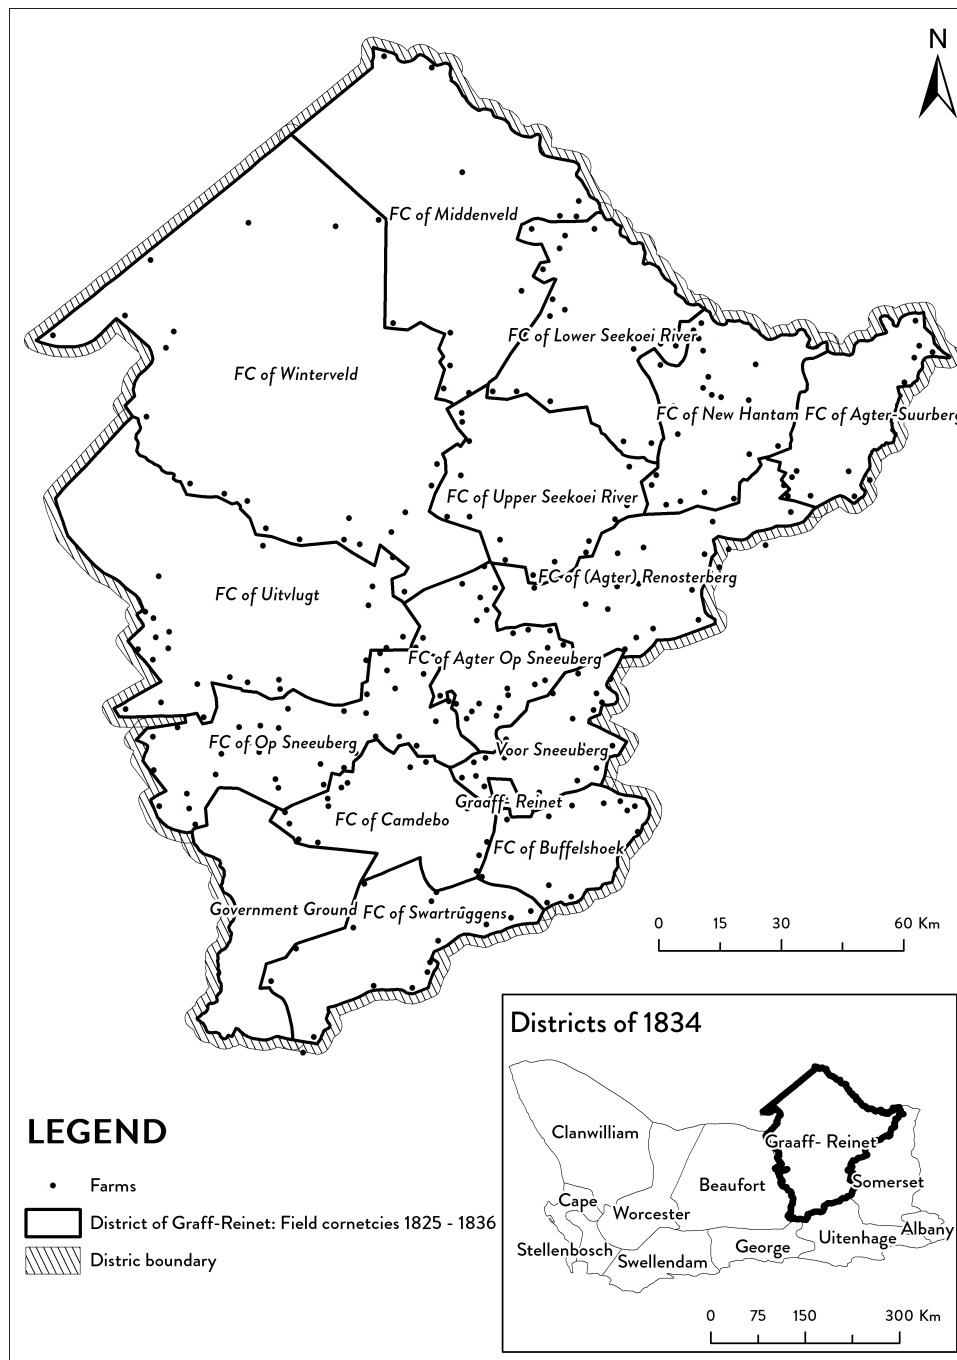 N
FC of Middenveld
FC of Lower Seekoei River
FC of Winterveld
FC of New Hantam
FC of Agter-Suurberg
FC of Upper Seekoei River
FC of (Agter) Renosterberg
FC of Uitvlugt
FC of Agter Op Sneeuberg
FC of Op Sneeuberg
Voor Sneeuberg
Graaff- Reinet
FC of Camdebo
FC of Buffelshoek
Government Ground
FC of Swartruggens
0 15 30 60 Km
Districts of 1834
Clanwilliam
Graaff- Reinet
Beaufort
Somerset
Cape
Worcester
Albany
Uitenhage
Stellenbosch
George
Swellendam
0 75 150 300 Km
LEGEND
Farms
District of Graff-Reinet: Field cornetcies 1825 - 1836
Distric boundary